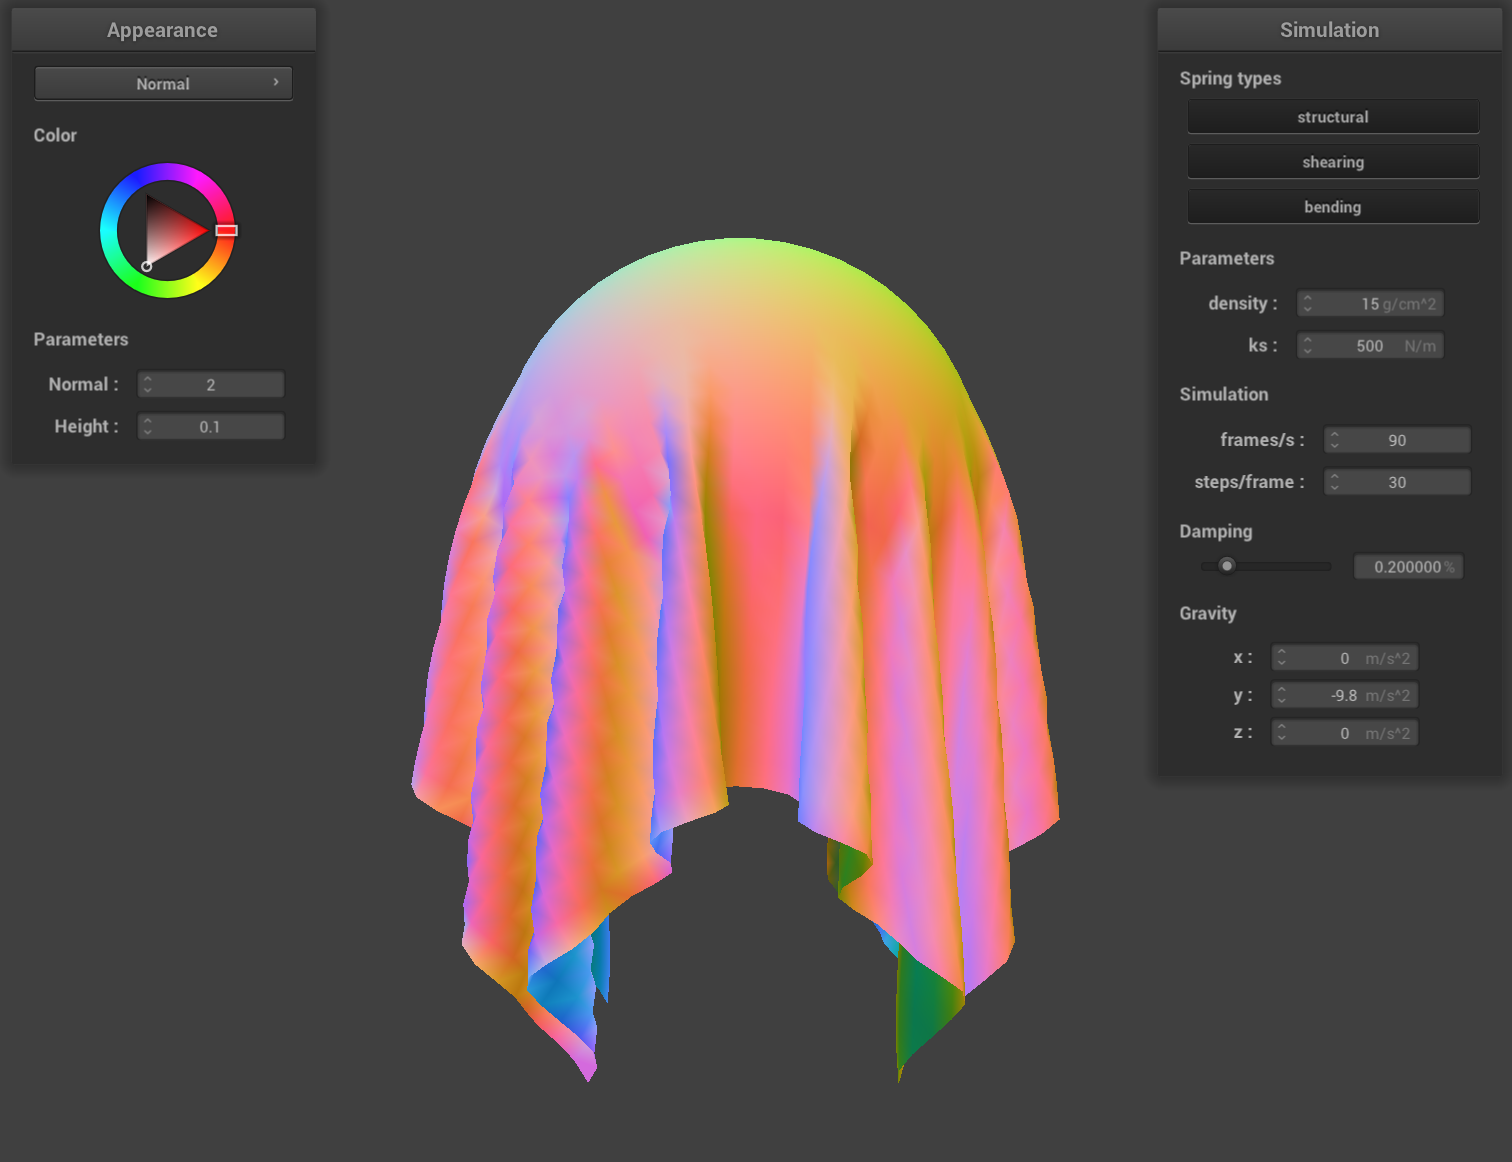 Appearance
Normal ›
Color
Parameters
Normal : 2
Height : 0.1
Simulation
Spring types
structural
shearing
bending
Parameters
density : 15 g/cm^2
ks : 500 N/m
Simulation
frames/s : 90
steps/frame : 30
Damping
0.200000 %
Gravity
x : 0 m/s^2
y : -9.8 m/s^2
z : 0 m/s^2